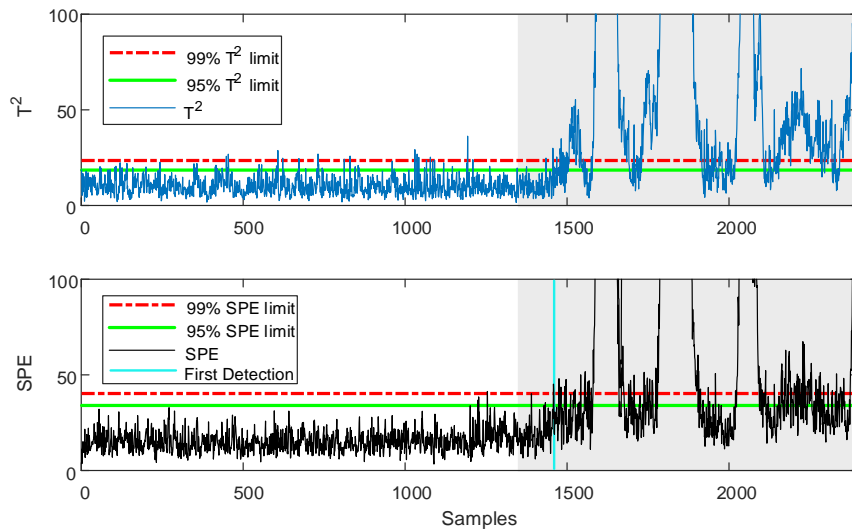 100
50
0
T²
99% T² limit
95% T² limit
T²
0 500 1000 1500 2000
100
50
0
SPE
99% SPE limit
95% SPE limit
SPE
First Detection
0 500 1000 1500 2000
Samples